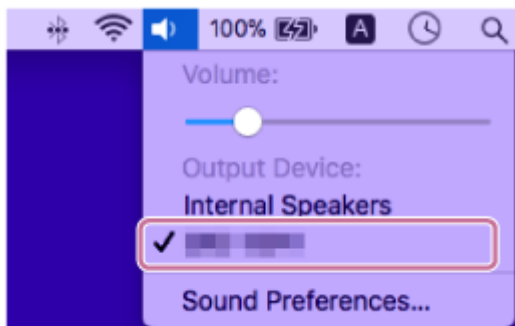 100% A
Volume:
Output Device:
Internal Speakers
Sound Preferences...